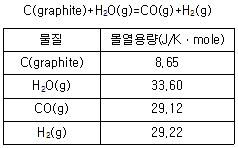 C(graphite)+H₂O(g)=CO(g)+H₂(g)
물질 몰열용량(J/K · mole)
C(graphite) 8,65
H₂O(g) 33,60
CO(g) 29,12
H₂(g) 29,22